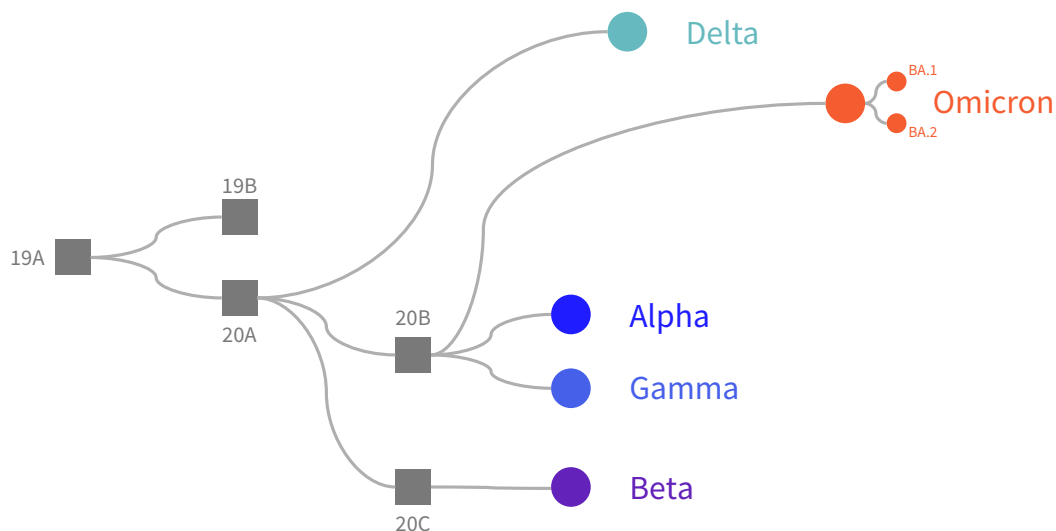 Delta
BA.1
Omicron
BA.2
19B
19A
20A
20B
Alpha
Gamma
Beta
20C